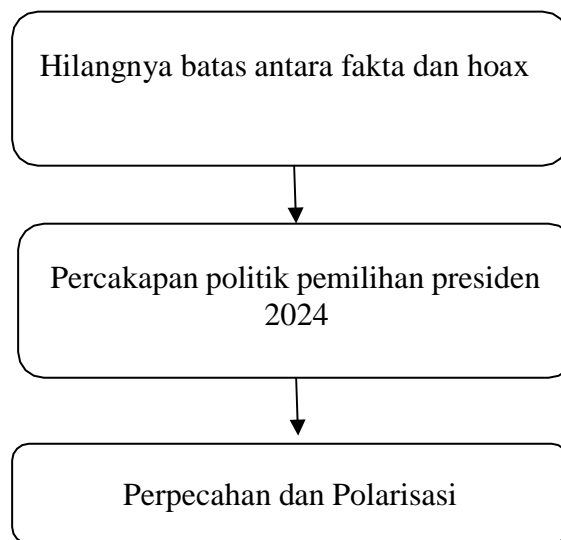 Hilangnya batas antara fakta dan hoax
Percakapan politik pemilihan presiden
2024
Perpecahan dan Polarisasi